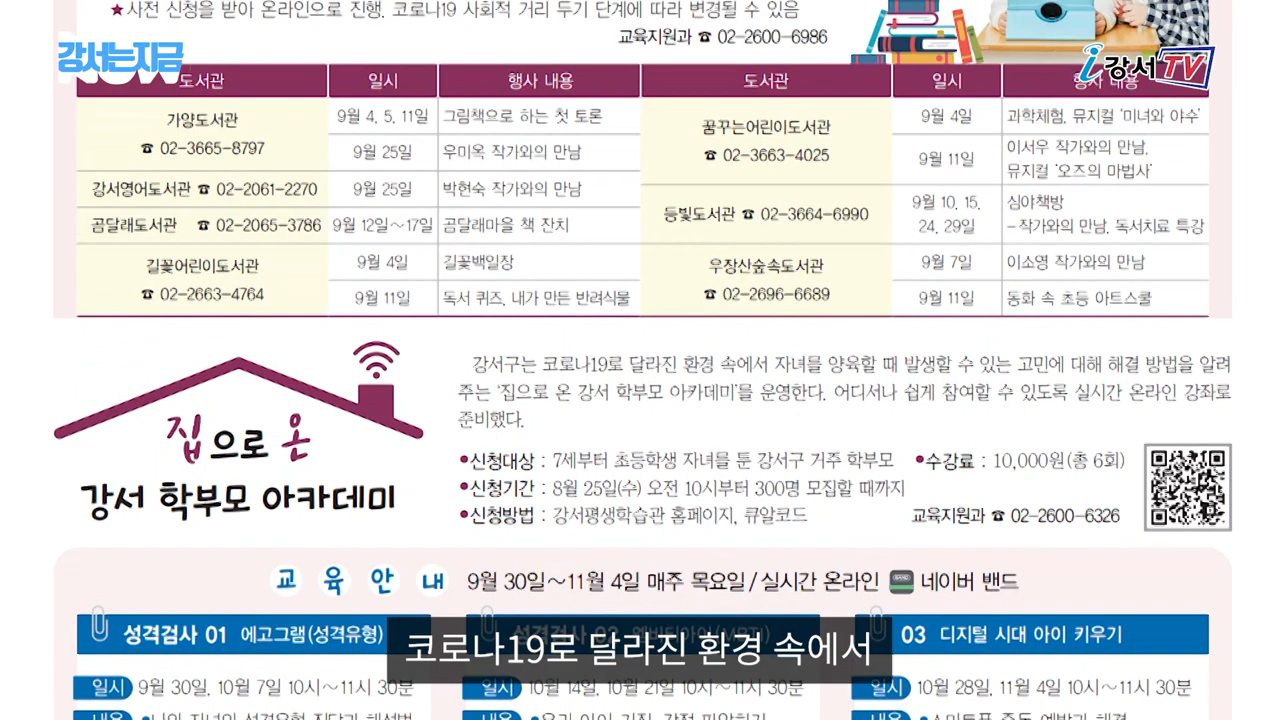 ★사전 신청을 받아 온라인으로 진행. 코로나19 사회적 거리 두기 단계에 따라 변경될 수 있음
교육지원과 ☎ 02-2600-6986
강서는지금
i강서TV
도서관 일시 행사 내용 도서관 일시 행사 내용
가양도서관
☎ 02-3665-8797
9월 4, 5, 11일 그림책으로 하는 첫 토론
9월 25일 우미옥 작가와의 만남
강서영어도서관 ☎ 02-2061-2270 9월 25일 박현숙 작가와의 만남
곰달래도서관 ☎ 02-2065-3786 9월 12일~17일 곰달래마을 책 잔치
길꽃어린이도서관
☎ 02-2663-4764
9월 4일 길꽃백일장
9월 11일 독서 퀴즈, 내가 만든 반려식물
꿈꾸는어린이도서관
☎ 02-3663-4025
9월 4일 과학체험, 뮤지컬 '미녀와 야수'
9월 11일 이서우 작가와의 만남,
뮤지컬 '오즈의 마법사'
등빛도서관 ☎ 02-3664-6990
9월 10, 15,
24, 29일
심야책방
- 작가와의 만남, 독서치료 특강
우장산숲속도서관
☎ 02-2696-6689
9월 7일 이소영 작가와의 만남
9월 11일 동화 속 초등 아트스쿨
집으로 온
강서 학부모 아카데미
강서구는 코로나19로 달라진 환경 속에서 자녀를 양육할 때 발생할 수 있는 고민에 대해 해결 방법을 알려
주는 '집으로 온 강서 학부모 아카데미'를 운영한다. 어디서나 쉽게 참여할 수 있도록 실시간 온라인 강좌로
준비했다.
•신청대상 : 7세부터 초등학생 자녀를 둔 강서구 거주 학부모 •수강료 : 10,000원(총 6회)
•신청기간 : 8월 25일(수) 오전 10시부터 300명 모집할 때까지
•신청방법 : 강서평생학습관 홈페이지, 큐알코드 교육지원과 ☎ 02-2600-6326
교육안내 9월 30일~11월 4일 매주 목요일/실시간 온라인 BAND 네이버 밴드
성격검사 01 에고그램(성격유형)
03 디지털 시대 아이 키우기
코로나19로 달라진 환경 속에서
일시 9월 30일, 10월 7일 10시~11시 30분
일시 10월 14일, 10월 21일 10시~11시 30분
일시 10월 28일, 11월 4일 10시~11시 30분